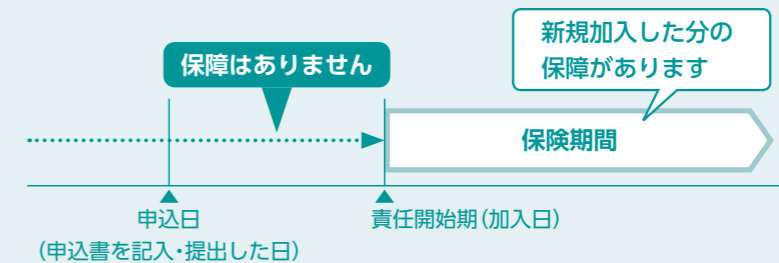 新規加入した分の
保障があります
保障はありません
保険期間
申込日
(申込書を記入・提出した日)
責任開始期(加入日)